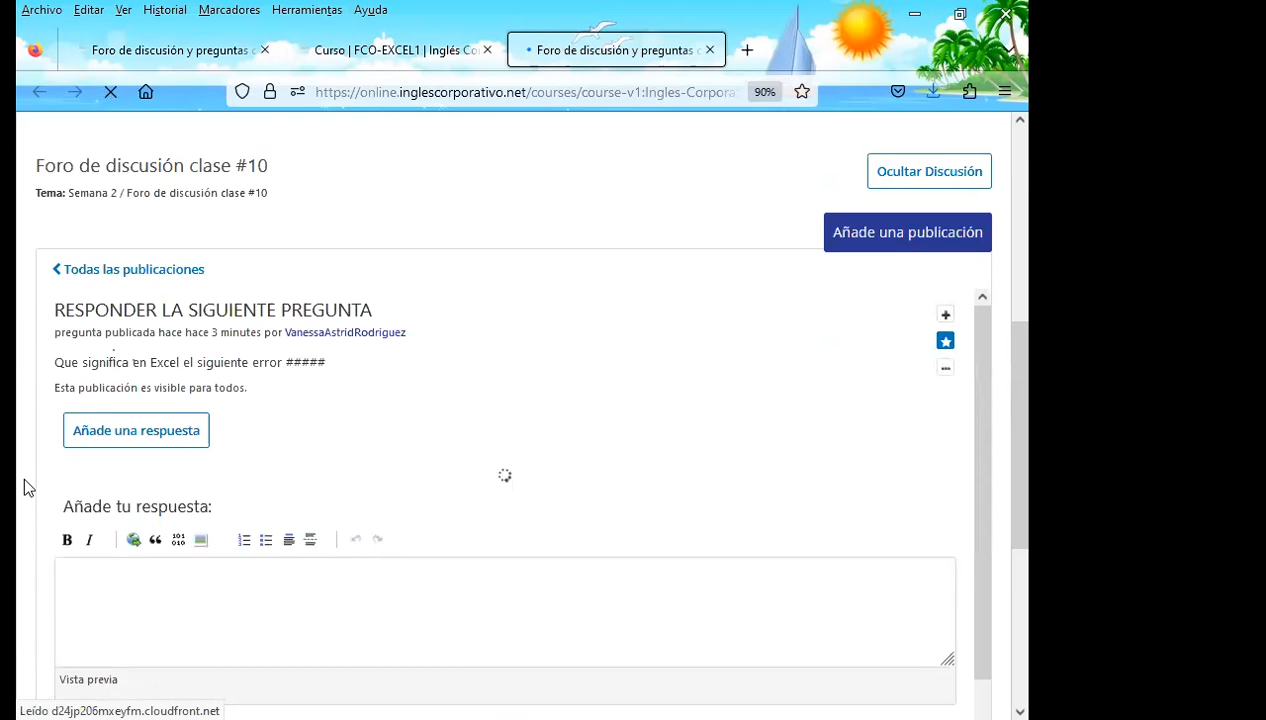 Archivo Editar Ver Historial Marcadores Herramientas Ayuda
Foro de discusión y preguntas Curso | FCO-EXCEL1 | Inglés Foro de discusión y preguntas
https://online.inglescorporativo.net/courses/course-v1:Ingles-Corpora 90%
Foro de discusión clase #10
Ocultar Discusión
Tema: Semana 2 / Foro de discusión clase #10
Añade una publicación
Todas las publicaciones
RESPONDER LA SIGUIENTE PREGUNTA
pregunta publicada hace hace 3 minutes por VanessaAstridRodriguez
Que significa en Excel el siguiente error #####
Esta publicación es visible para todos.
Añade una respuesta
Añade tu respuesta:
B I
Vista previa
Leído d24jp206mxeyfm.cloudfront.net